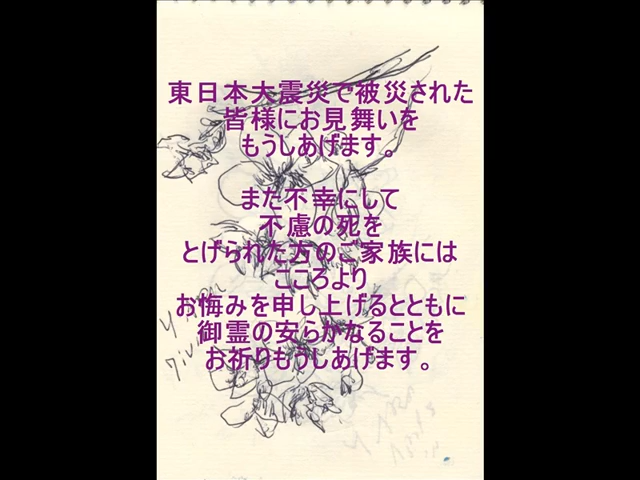 東日本大震災で被災された
皆様にお見舞いを
もうしあげます。
また不幸にして
不慮の死を
とげられた方のご家族には
こころより
お悔みを申し上げるとともに
御霊の安らかなることを
お祈りもうしあげます。